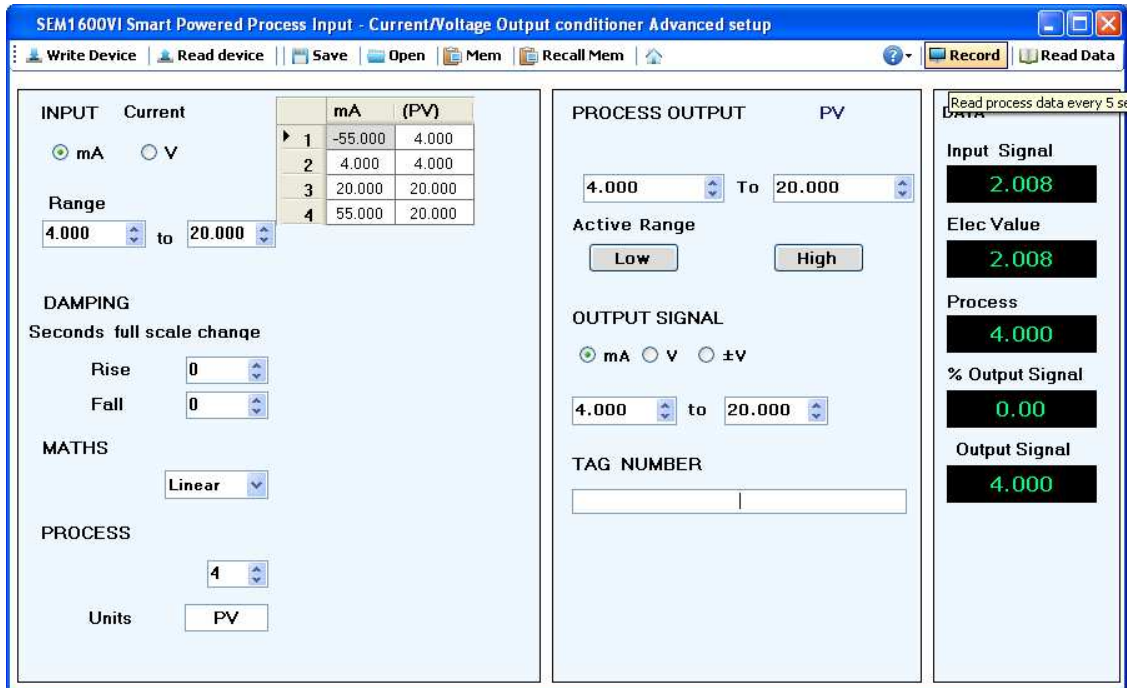 SEM1600VI Smart Powered Process Input - Current/Voltage Output conditioner Advanced setup
Write Device Read device Save Open Mem Recall Mem Record Read Data
Read process data every 5 se
INPUT Current
mA V
Range
4.000 to 20.000
mA (PV)
1 -55.000 4.000
2 4.000 4.000
3 20.000 20.000
4 55.000 20.000
DAMPING
Seconds full scale change
Rise 0
Fall 0
MATHS
Linear
PROCESS
4
Units PV
PROCESS OUTPUT PV
4.000 To 20.000
Active Range
Low High
OUTPUT SIGNAL
mA V ±V
4.000 to 20.000
TAG NUMBER
DATA
Input Signal
2.008
Elec Value
2.008
Process
4.000
% Output Signal
0.00
Output Signal
4.000